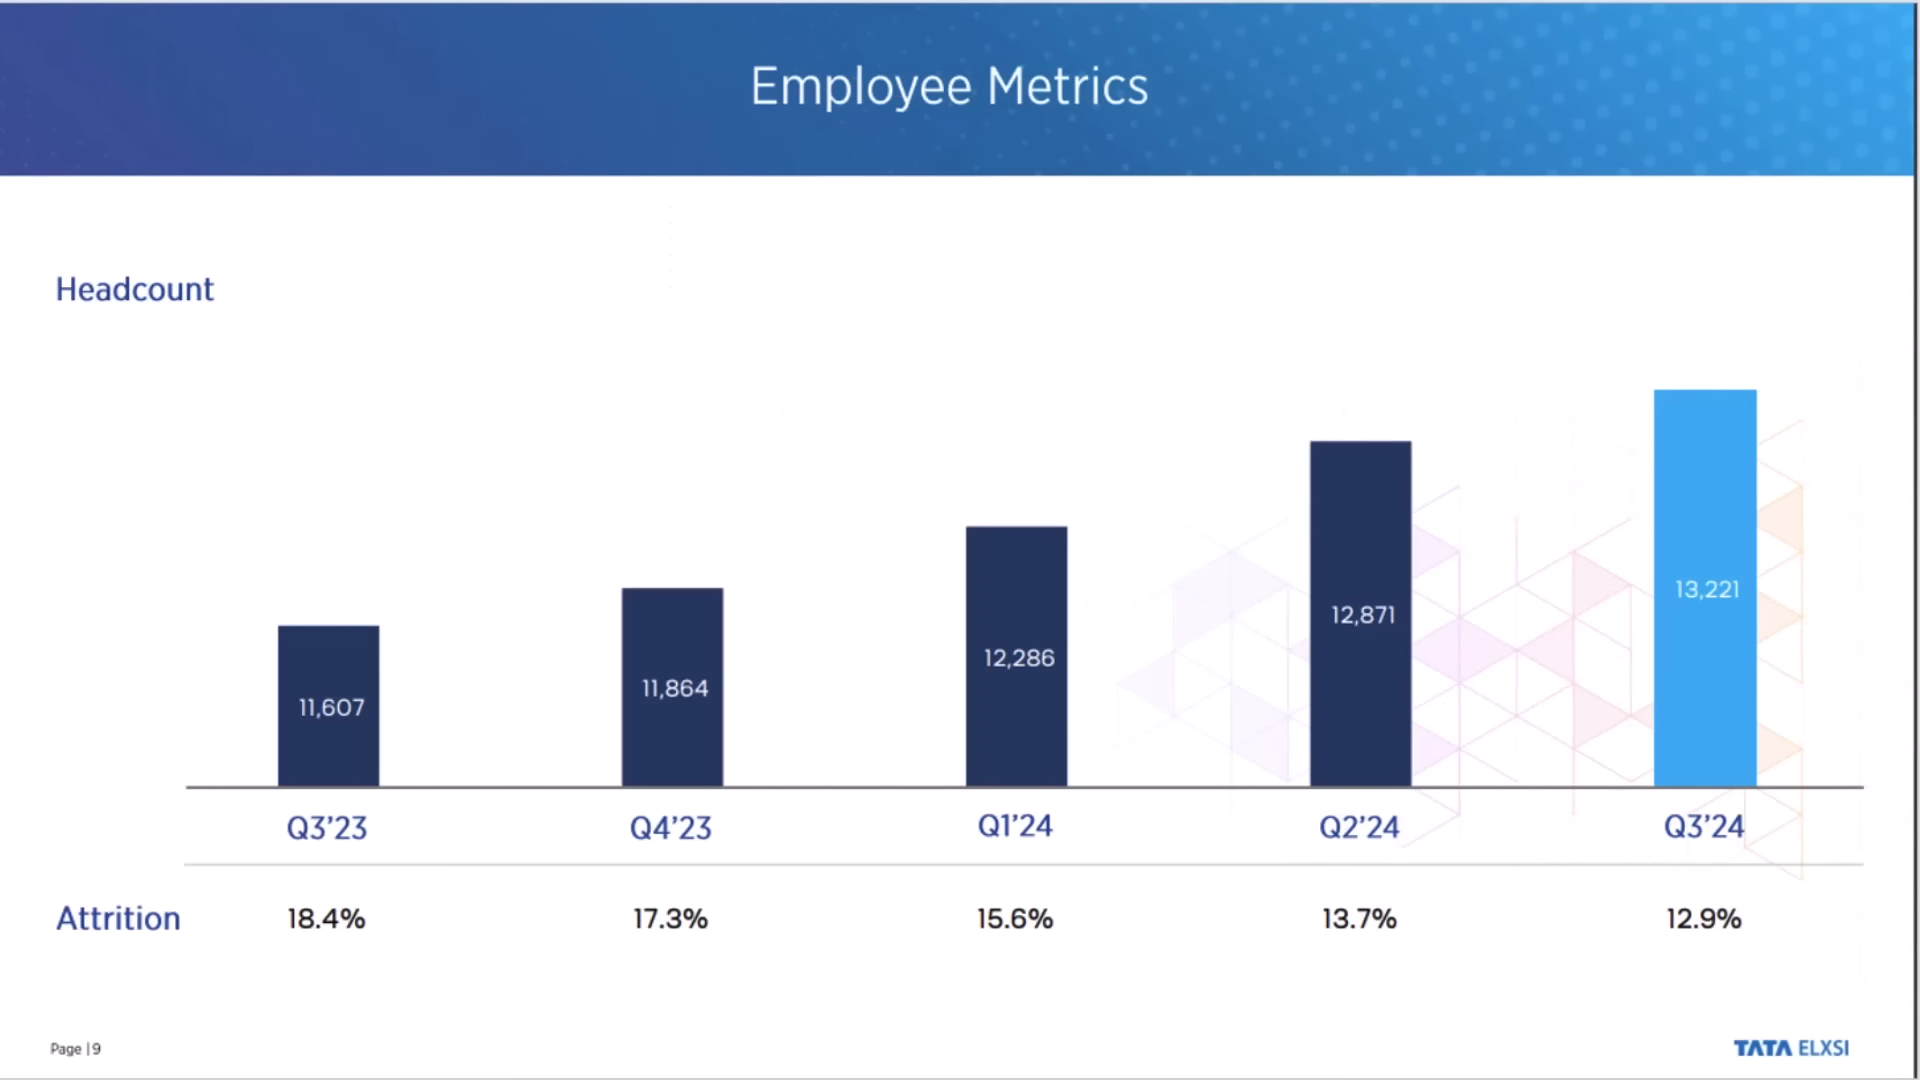 Employee Metrics
Headcount
11,607
11,864
12,286
12,871
13,221
Q3’23 Q4’23 Q1’24 Q2’24 Q3’24
Attrition 18.4% 17.3% 15.6% 13.7% 12.9%
Page |9
TATA ELXSI